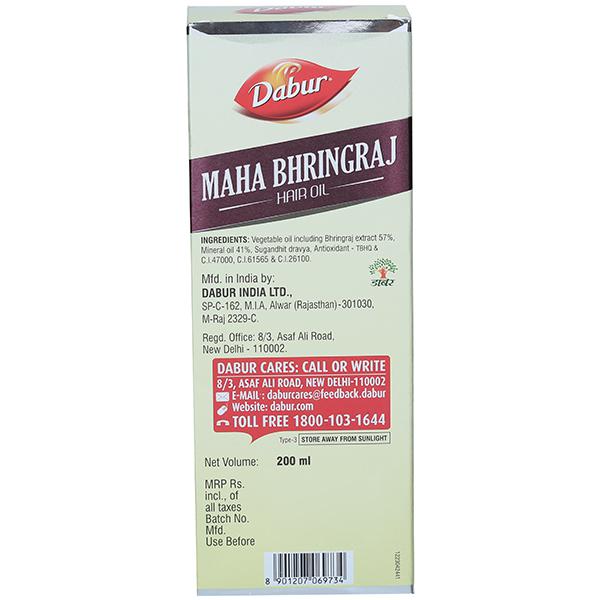 Dabur
MAHA BHRINGRAJ
HAIR OIL
INGREDIENTS: Vegetable oil including Bhringraj extract 57%,
Mineral oil 41%, Sugandhit dravya, Antioxidant - TBHQ &
C.I.47000, C.I.61565 & C.I.26100.
डाबर
Mfd. in India by:
DABUR INDIA LTD.,
SP-C-162, M.I.A, Alwar (Rajasthan)-301030,
M-Raj 2329-C.
Regd. Office: 8/3, Asaf Ali Road,
New Delhi - 110002.
DABUR CARES: CALL OR WRITE
8/3, ASAF ALI ROAD, NEW DELHI-110002
E-MAIL : daburcares@feedback.dabur
Website: dabur.com
TOLL FREE 1800-103-1644
Type-3 STORE AWAY FROM SUNLIGHT
Net Volume: 200 ml
MRP Rs.
incl., of
all taxes
Batch No.
Mfd.
Use Before
8 901207 069734